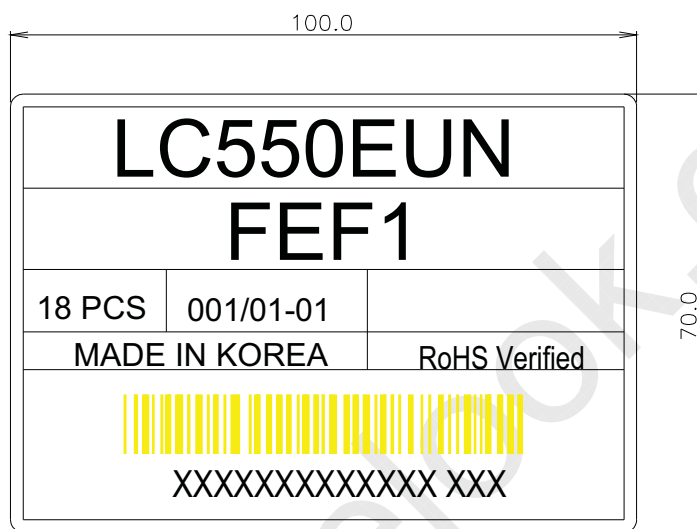 100.0
LC550EUN
FEF1
70.0
18 PCS 001/01-01
MADE IN KOREA RoHS Verified
XXXXXXXXXXXXX XXX